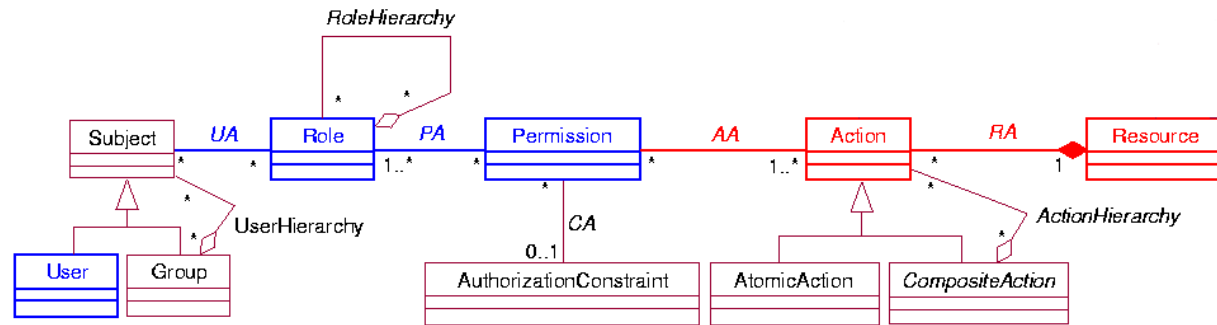 RoleHierarchy
* *
Subject UA Role PA Permission AA Action RA Resource
* * 1..* * * 1..* * 1
* * *
* UserHierarchy CA ActionHierarchy
* 0..1 *
User Group AuthorizationConstraint AtomicAction CompositeAction